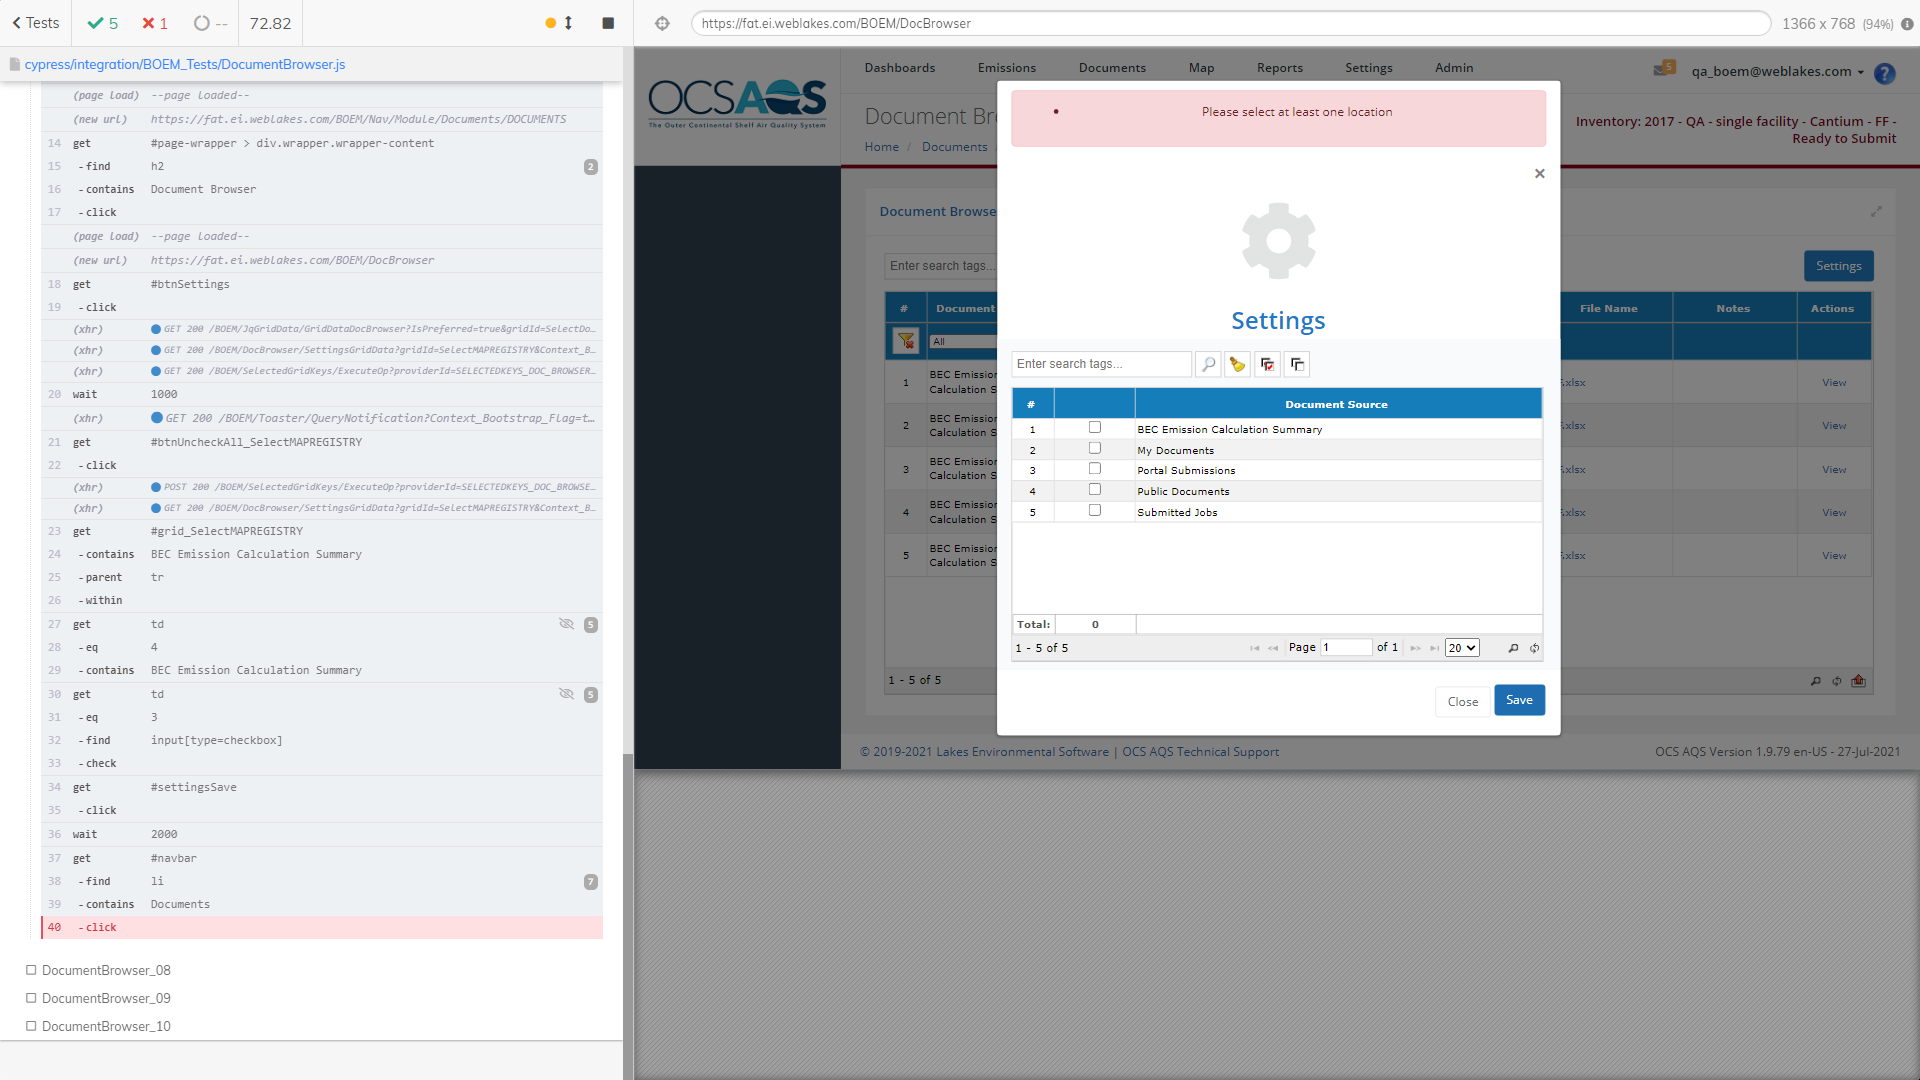 Tests
5
1
--
72.82
https://fat.ei.weblakes.com/BOEM/DocBrowser
1366 x 768 (94%)
cypress/integration/BOEM_Tests/DocumentBrowser.js
(page load) --page loaded--
(new url) https://fat.ei.weblakes.com/BOEM/Nav/Module/Documents/DOCUMENTS
14 get #page-wrapper > div.wrapper.wrapper-content
15 -find h2 2
16 -contains Document Browser
17 -click
(page load) --page loaded--
(new url) https://fat.ei.weblakes.com/BOEM/DocBrowser
18 get #btnSettings
19 -click
(xhr) GET 200 /BOEM/JqGridData/GridDataDocBrowser?IsPreferred=true&gridId=SelectDo...
(xhr) GET 200 /BOEM/DocBrowser/SettingsGridData?gridId=SelectMAPREGISTRY&Context_B...
(xhr) GET 200 /BOEM/SelectedGridKeys/ExecuteOp?providerId=SELECTEDKEYS_DOC_BROWSER...
20 wait 1000
(xhr) GET 200 /BOEM/Toaster/QueryNotification?Context_Bootstrap_Flag=t...
21 get #btnUncheckAll_SelectMAPREGISTRY
22 -click
(xhr) POST 200 /BOEM/SelectedGridKeys/ExecuteOp?providerId=SELECTEDKEYS_DOC_BROWSE...
(xhr) GET 200 /BOEM/DocBrowser/SettingsGridData?gridId=SelectMAPREGISTRY&Context_B...
23 get #grid_SelectMAPREGISTRY
24 -contains BEC Emission Calculation Summary
25 -parent tr
26 -within
27 get td 5
28 -eq 4
29 -contains BEC Emission Calculation Summary
30 get td 5
31 -eq 3
32 -find input[type=checkbox]
33 -check
34 get #settingsSave
35 -click
36 wait 2000
37 get #navbar
38 -find li 7
39 -contains Documents
40 -click
DocumentBrowser_08
DocumentBrowser_09
DocumentBrowser_10
OCSAQS
The Outer Continental Shelf Air Quality System
Dashboards Emissions Documents Map Reports Settings Admin
5 qa_boem@weblakes.com ?
Document Br
Home / Documents
Inventory: 2017 - QA - single facility - Cantium - FF -
Ready to Submit
Document Browse
Enter search tags...
Settings
# Document File Name Notes Actions
All
1 BEC Emission
Calculation S .xlsx View
2 BEC Emission
Calculation S .xlsx View
3 BEC Emission
Calculation S .xlsx View
4 BEC Emission
Calculation S .xlsx View
5 BEC Emission
Calculation S .xlsx View
1 - 5 of 5
Please select at least one location
×
Settings
Enter search tags...
# Document Source
1 BEC Emission Calculation Summary
2 My Documents
3 Portal Submissions
4 Public Documents
5 Submitted Jobs
Total: 0
1 - 5 of 5 Page 1 of 1 20
Close Save
© 2019-2021 Lakes Environmental Software | OCS AQS Technical Support
OCS AQS Version 1.9.79 en-US - 27-Jul-2021